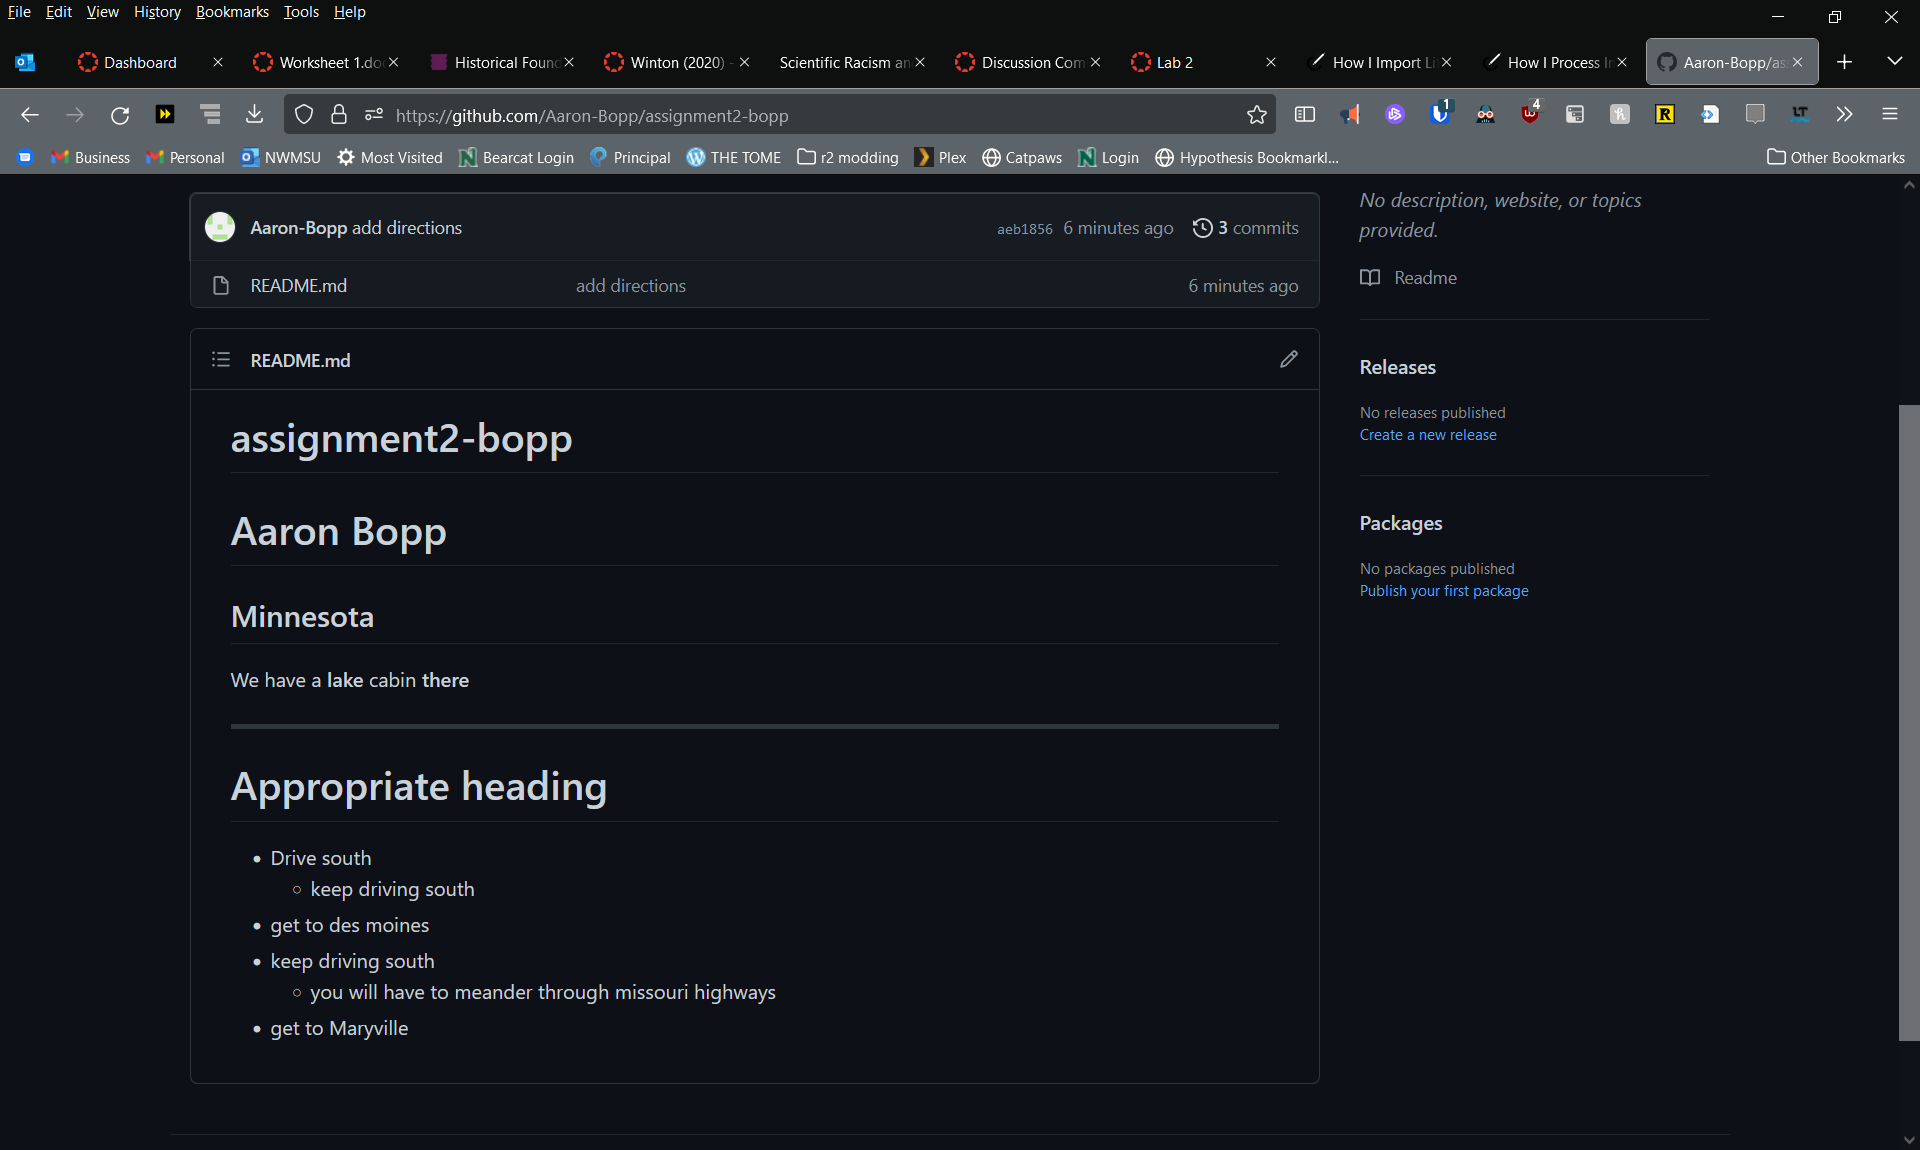 File Edit View History Bookmarks Tools Help
Dashboard Worksheet 1.do Historical Found Winton (2020) - Scientific Racism an Discussion Com Lab 2 How I Import Li How I Process In Aaron-Bopp/as
https://github.com/Aaron-Bopp/assignment2-bopp 1 4
Business Personal NWMSU Most Visited Bearcat Login Principal THE TOME r2 modding Plex Catpaws Login Hypothesis Bookmarkl... Other Bookmarks
Aaron-Bopp add directions aeb1856 6 minutes ago 3 commits
README.md add directions 6 minutes ago
README.md
assignment2-bopp
Aaron Bopp
Minnesota
We have a lake cabin there
Appropriate heading
• Drive south
◦ keep driving south
• get to des moines
• keep driving south
◦ you will have to meander through missouri highways
• get to Maryville
No description, website, or topics
provided.
Readme
Releases
No releases published
Create a new release
Packages
No packages published
Publish your first package